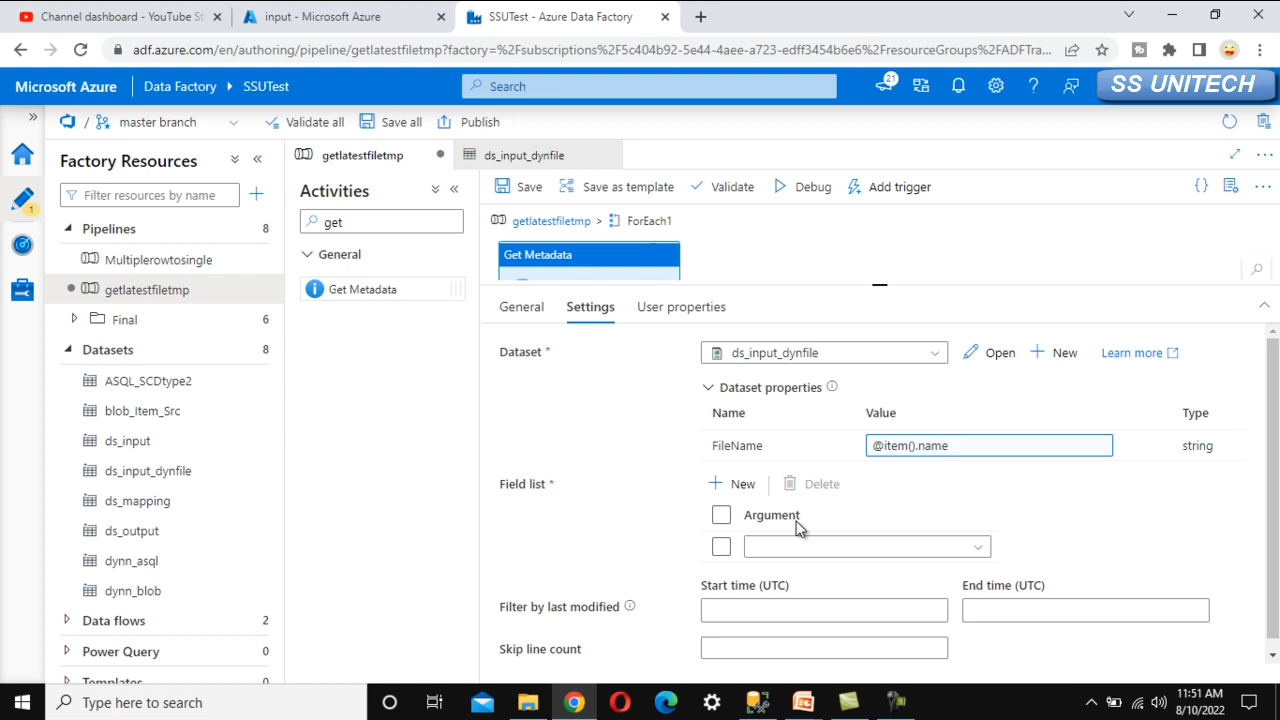 Channel dashboard - YouTube St
input - Microsoft Azure
SSUTest - Azure Data Factory
adf.azure.com/en/authoring/pipeline/getlatestfiletmp?factory=%2Fsubscriptions%2F5c404b92-5e44-4aee-a723-edff3454b6e6%2FresourceGroups%2FADFTra...
Microsoft Azure
Data Factory
SSUTest
Search
21
SS UNITECH
master branch
Validate all
Save all
Publish
Factory Resources
Filter resources by name
Pipelines 8
Multiplerowtosingle
getlatestfiletmp
Final 6
Datasets 8
ASQL_SCDtype2
blob_Item_Src
ds_input
ds_input_dynfile
ds_mapping
ds_output
dynn_asql
dynn_blob
Data flows 2
Power Query 0
Templates
1
getlatestfiletmp
ds_input_dynfile
Activities
get
General
Get Metadata
Save
Save as template
Validate
Debug
Add trigger
getlatestfiletmp > ForEach1
Get Metadata
General
Settings
User properties
Dataset *
ds_input_dynfile
Open
New
Learn more
Dataset properties
Name
Value
Type
FileName
@item().name
string
Field list *
New
Delete
Argument
Start time (UTC)
End time (UTC)
Filter by last modified
Skip line count
Type here to search
11:51 AM
8/10/2022